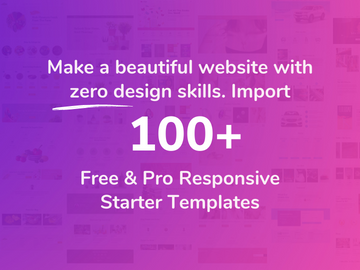 Make a beautiful website with
zero design skills. Import
100+
Free & Pro Responsive
Starter Templates